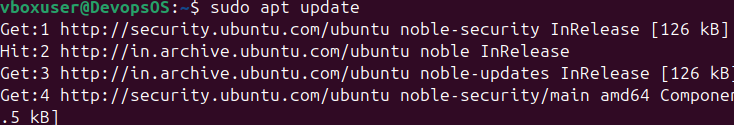 vboxuser@DevopsOS:~$ sudo apt update
Get:1 http://security.ubuntu.com/ubuntu noble-security InRelease [126 kB]
Hit:2 http://in.archive.ubuntu.com/ubuntu noble InRelease
Get:3 http://in.archive.ubuntu.com/ubuntu noble-updates InRelease [126 kB]
Get:4 http://security.ubuntu.com/ubuntu noble-security/main amd64 Compone
.5 kB]